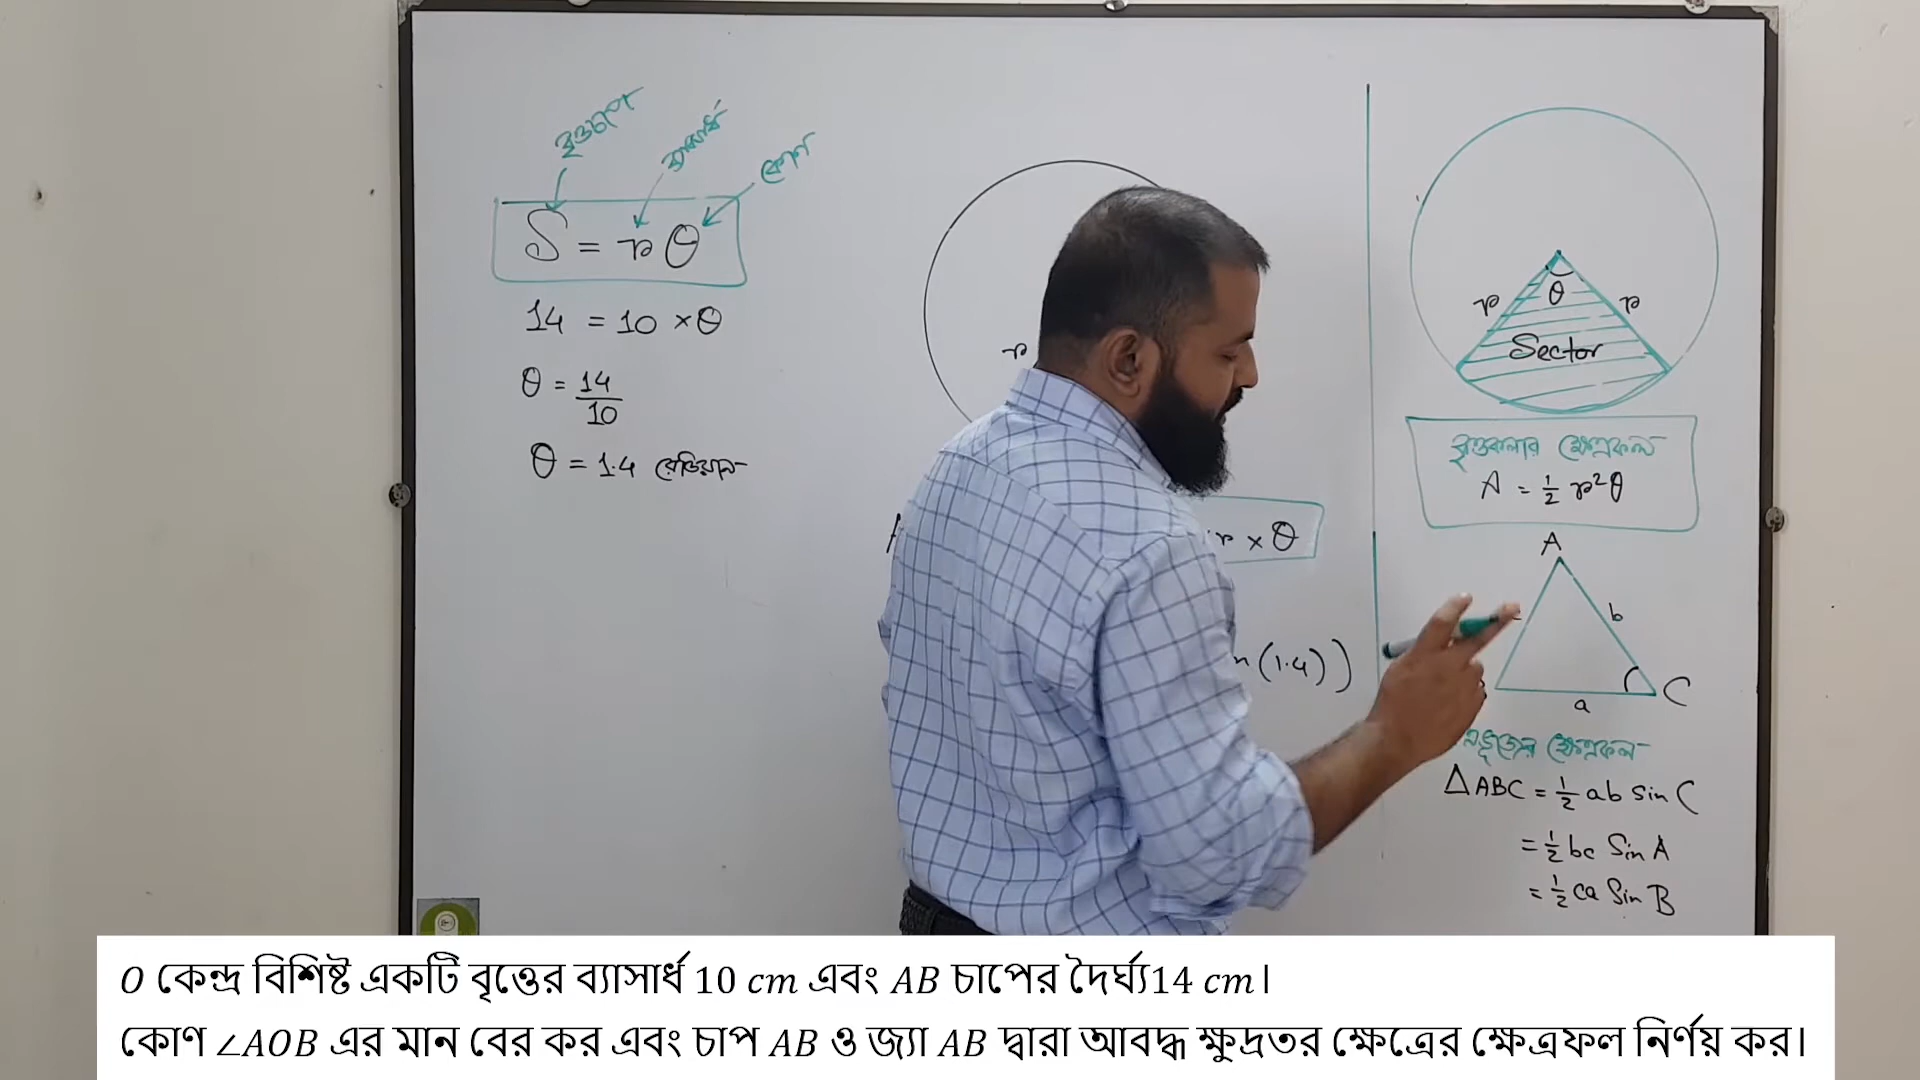 বৃত্তচাপ
ব্যাসার্ধ
কোণ
S = rθ
14 = 10 × θ
θ = 14/10
θ = 1.4 রেডিয়ান
r
r × θ
(1.4))
θ
r
r
Sector
বৃত্তকলার ক্ষেত্রফল
A = 1/2 r²θ
A
b
C
a
ত্রিভুজের ক্ষেত্রফল
△ABC = 1/2 ab sin C
= 1/2 bc Sin A
= 1/2 ca Sin B
O কেন্দ্র বিশিষ্ট একটি বৃত্তের ব্যাসার্ধ 10 cm এবং AB চাপের দৈর্ঘ্য14 cm।
কোণ ∠AOB এর মান বের কর এবং চাপ AB ও জ্যা AB দ্বারা আবদ্ধ ক্ষুদ্রতর ক্ষেত্রের ক্ষেত্রফল নির্ণয় কর।